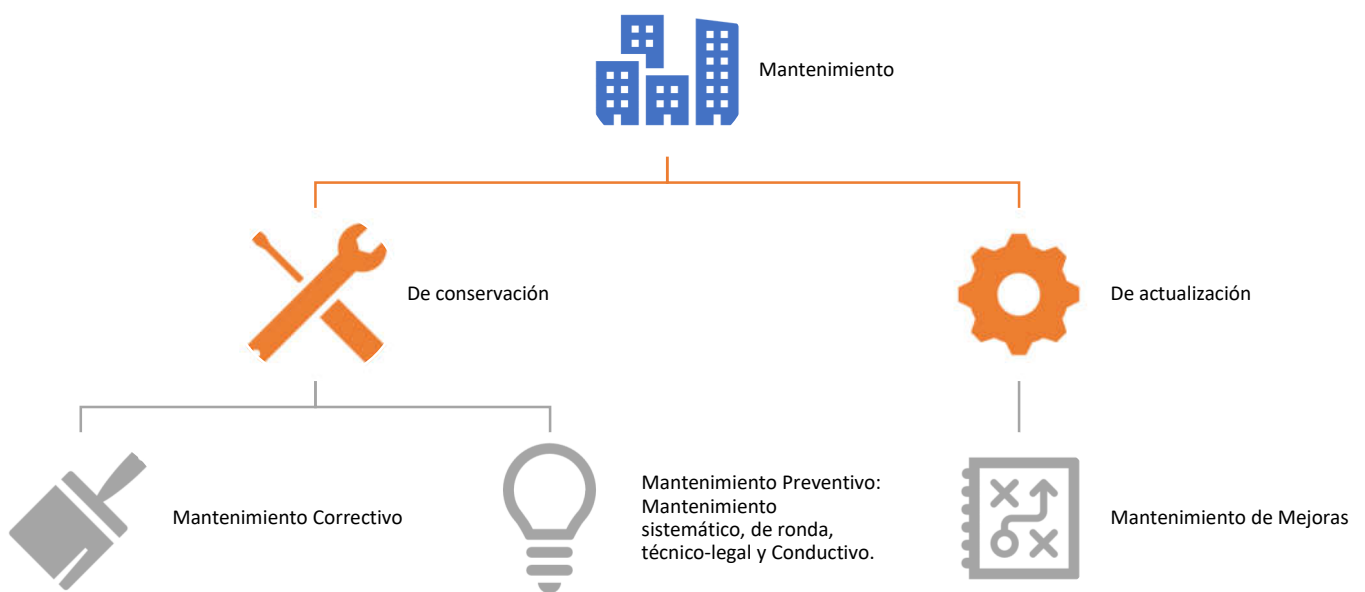 Mantenimiento
De conservación
De actualización
Mantenimiento Correctivo
Mantenimiento Preventivo:
Mantenimiento
sistemático, de ronda,
técnico-legal y Conductivo.
Mantenimiento de Mejoras